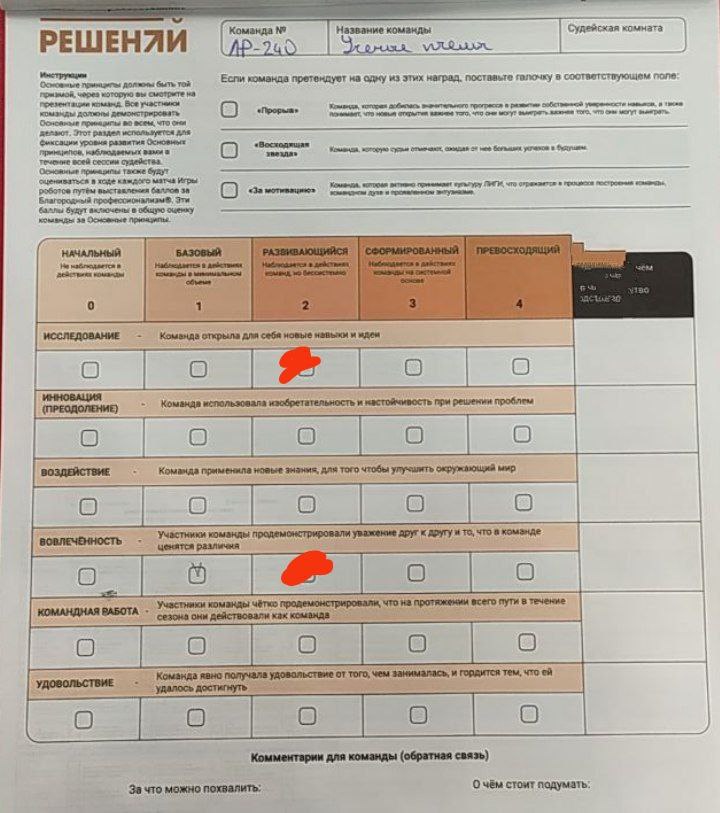 РЕШЕНИЙ
Команда № Название команды Судейская комната
ЛР-240 Ученое племя
Инструкции
Основные принципы должны быть той
призмой, через которую вы смотрите на
презентации команд. Все участники
команды должны демонстрировать
Основные принципы во всем, что они
делают. Этот раздел используется для
фиксации уровня развития Основных
принципов, наблюдаемых вами в
течение всей сессии судейства.
Основные принципы также будут
оцениваться в ходе каждого матча Игры
роботов путём выставления баллов за
Благородный профессионализм®. Эти
баллы будут включены в общую оценку
команды за Основные принципы.
Если команда претендует на одну из этих наград, поставьте галочку в соответствующем поле:
«Прорыв»
Команда, которая добилась значительного прогресса в развитии собственной уверенности навыков, а также
понимает, что новые открытия важнее того, что они могут выиграть.важнее того, что они могут выиграть.
«Восходящая
звезда»
Команда, которую судьи отмечают, ожидая от нее больших успехов в будущем.
«За мотивацию»
Команда, которая активно принимает культуру ЛИГИ, что отражается в процессе построения команды,
командном духе и проявленном энтузиазме.
НАЧАЛЬНЫЙ
Не наблюдается в
действиях команды
0
БАЗОВЫЙ
Наблюдается в действиях
команды в минимальном
объеме
1
РАЗВИВАЮЩИЙСЯ
Наблюдается в действиях
команд, но бессистемно
2
СФОРМИРОВАННЫЙ
Наблюдается в действиях
команды на системной
основе
3
ПРЕВОСХОДЯЩИЙ
4
чём
ИССЛЕДОВАНИЕ - Команда открыла для себя новые навыки и идеи
ИННОВАЦИЯ
(ПРЕОДОЛЕНИЕ) - Команда использовала изобретательность и настойчивость при решении проблем
ВОЗДЕЙСТВИЕ - Команда применила новые знания, для того чтобы улучшить окружающий мир
ВОВЛЕЧЁННОСТЬ - Участники команды продемонстрировали уважение друг к другу и то, что в команде
ценятся различия
КОМАНДНАЯ РАБОТА - Участники команды чётко продемонстрировали, что на протяжении всего пути в течение
сезона они действовали как команда
УДОВОЛЬСТВИЕ - Команда явно получала удовольствие от того, чем занималась, и гордится тем, что ей
удалось достигнуть
Комментарии для команды (обратная связь)
За что можно похвалить: О чём стоит подумать: